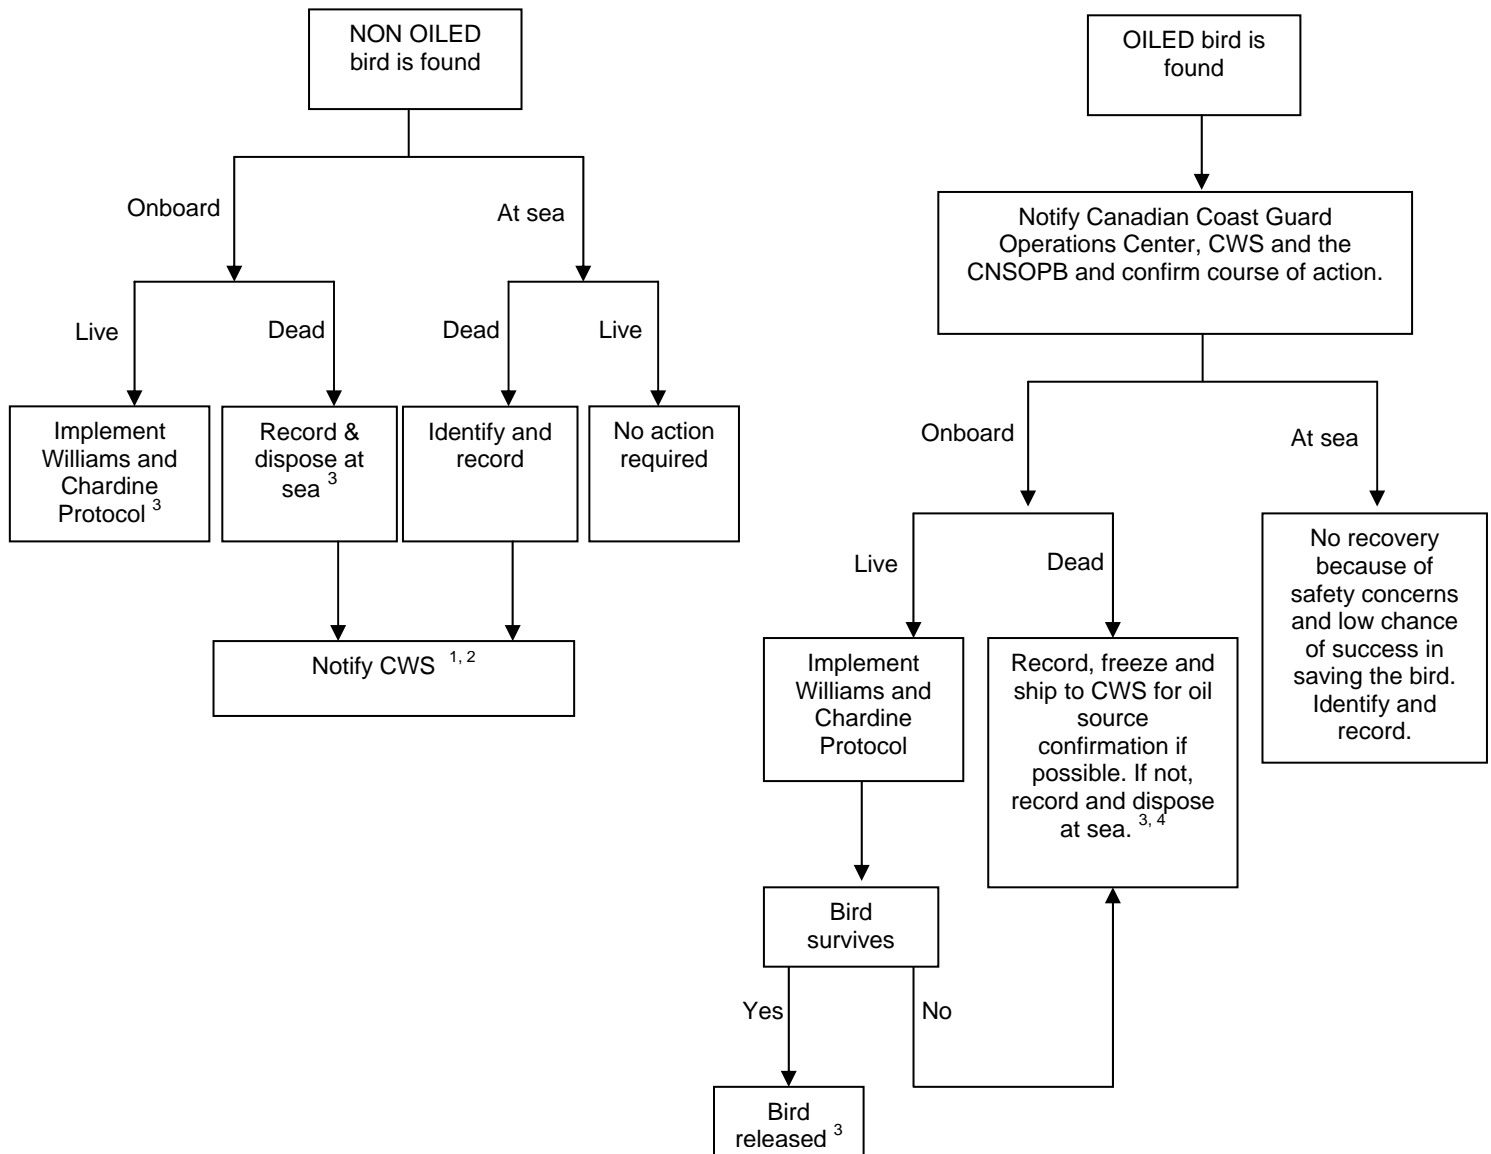 NON OILED
bird is found
Onboard
At sea
Live
Dead
Dead
Live
Implement
Williams and
Chardine
Protocol 3
Record &
dispose at
sea 3
Identify and
record
No action
required
Notify CWS 1, 2
OILED bird is
found
Notify Canadian Coast Guard
Operations Center, CWS and the
CNSOPB and confirm course of action.
Onboard
At sea
Live
Dead
Implement
Williams and
Chardine
Protocol
Record, freeze and
ship to CWS for oil
source
confirmation if
possible. If not,
record and dispose
at sea. 3, 4
No recovery
because of
safety concerns
and low chance
of success in
saving the bird.
Identify and
record.
Bird
survives
Yes
No
Bird
released 3